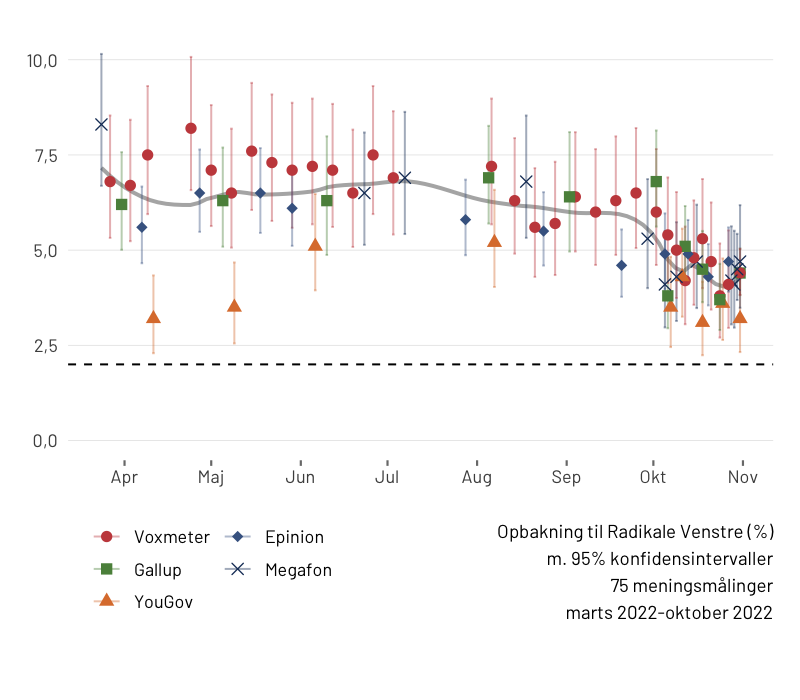 10,0
7,5
5,0
2,5
0,0
Apr Maj Jun Jul Aug Sep Okt Nov
Voxmeter Epinion
Gallup Megafon
YouGov
Opbakning til Radikale Venstre (%)
m. 95% konfidensintervaller
75 meningsmålinger
marts 2022-oktober 2022